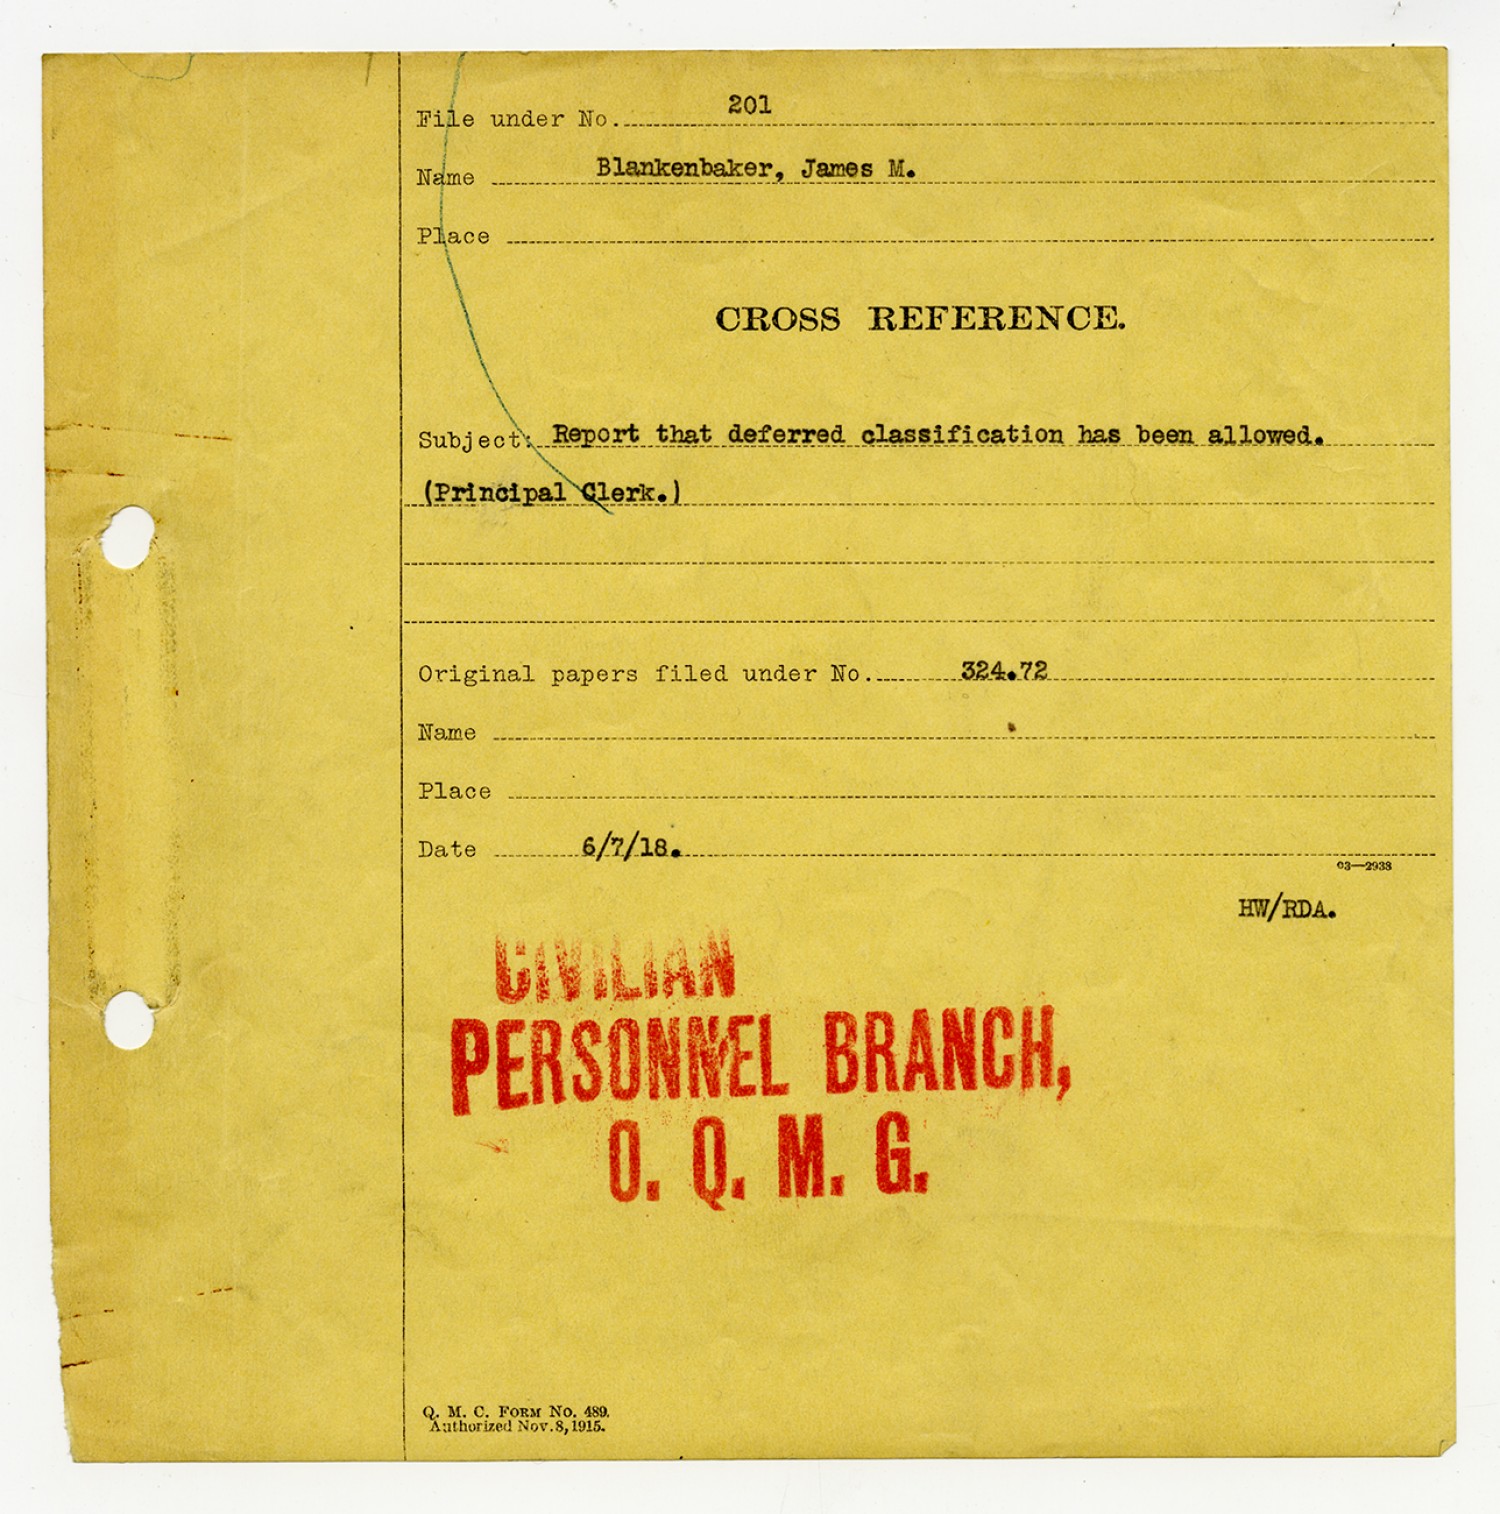 File under No. 201
Name Blankenbaker, James M.
Place
CROSS REFERENCE.
Subject: Report that deferred classification has been allowed.
(Principal Clerk.)
Original papers filed under No. 324.72
Name
Place
Date 6/7/18.
03—2938
HW/RDA.
CIVILIAN
PERSONNEL BRANCH,
O. Q. M. G.
Q. M. C. FORM NO. 489.
Authorized Nov. 8, 1915.